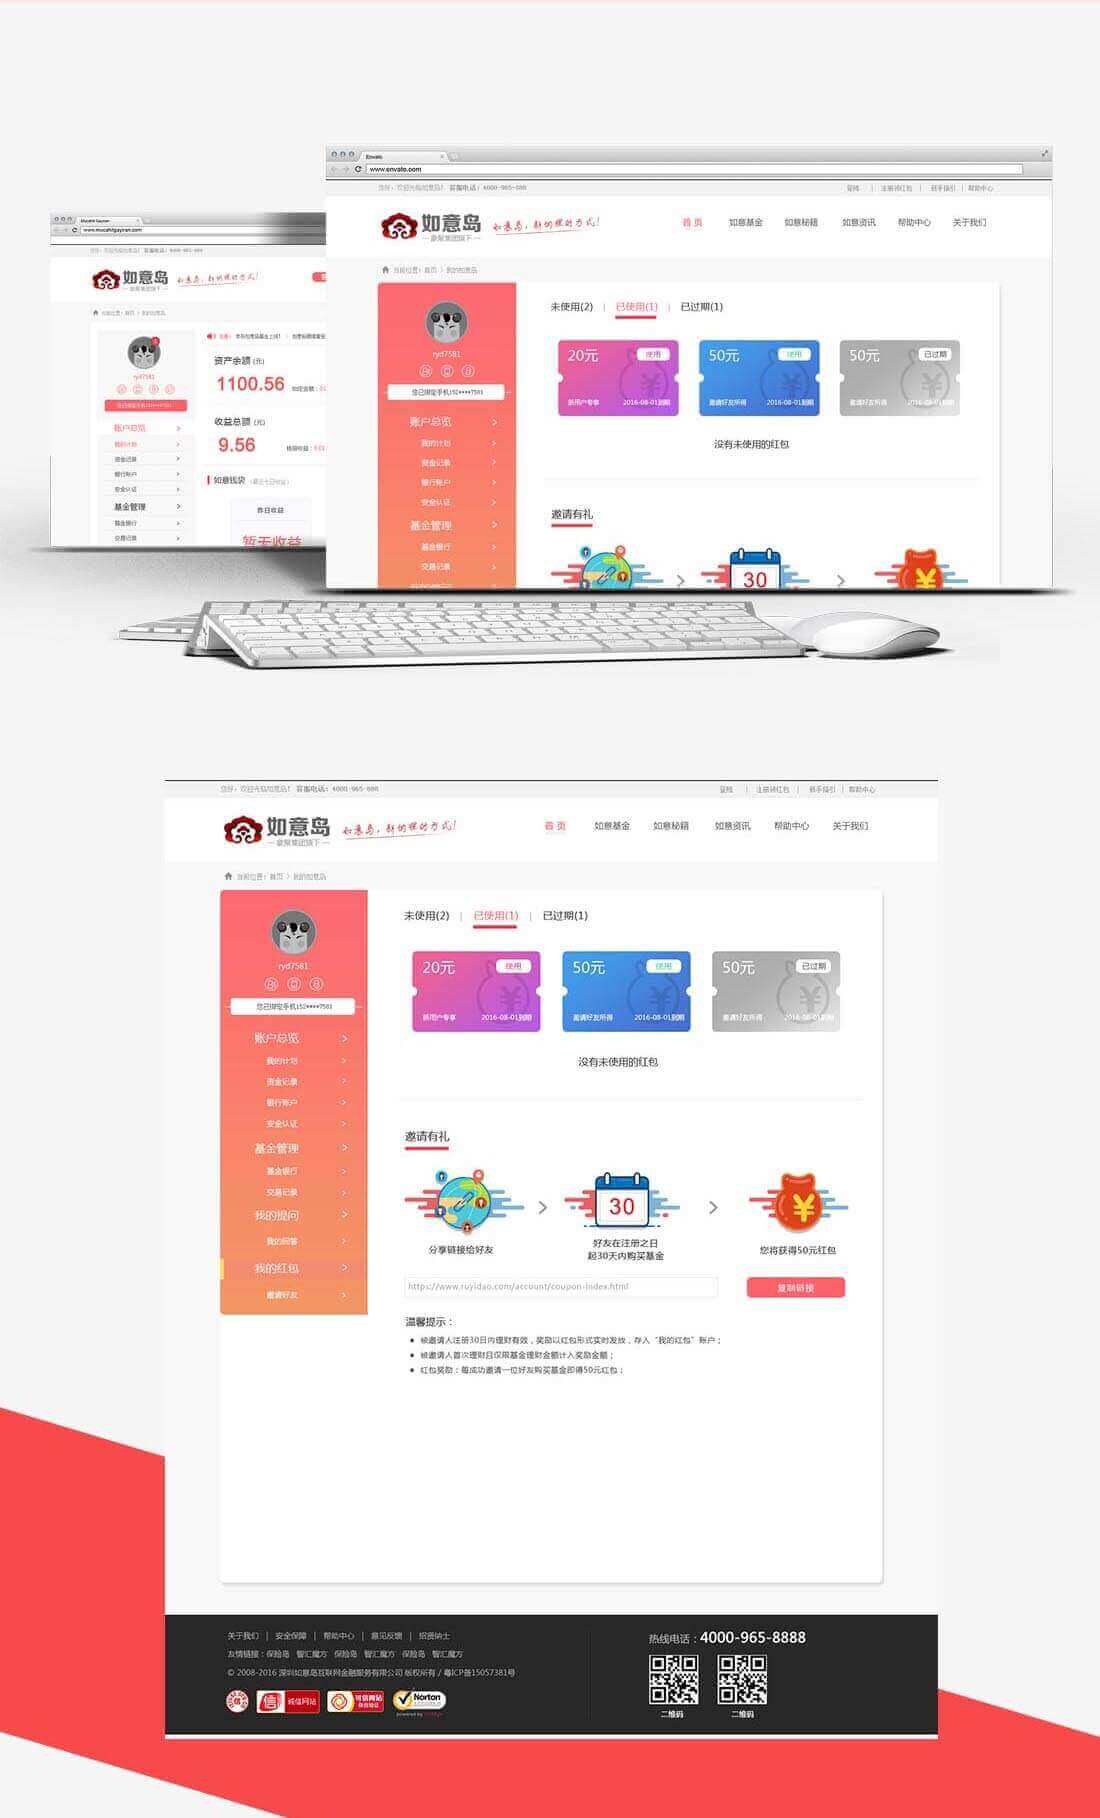 Envato
www.envato.com
您好，欢迎光临如意岛！ 客服电话：4000-965-888
登陆 | 注册领红包 | 新手指引 | 帮助中心
如意岛
豪聚集团旗下
如意岛，新的理财方式！
首 页 如意基金 如意秘籍 如意资讯 帮助中心 关于我们
当前位置：首页 > 我的如意岛
ryd7581
您已绑定手机152****7581
账户总览 >
我的计划 >
资金记录 >
银行账户 >
安全认证 >
基金管理 >
基金银行 >
交易记录 >
未使用(2) | 已使用(1) | 已过期(1)
20元 使用
新用户专享 2016-08-01到期
50元 使用
邀请好友所得 2016-08-01到期
50元 已过期
邀请好友所得 2016-08-01到期
没有未使用的红包
邀请有礼
30
Mucahit Gayiran
www.mucahitgayiran.com
您好，欢迎光临如意岛！ 客服电话：4000-965-888
如意岛
豪聚集团旗下
如意岛，新的理财方式！
当前位置：首页 > 我的如意岛
ryd7581
您已绑定手机152****7581
账户总览 >
我的计划 >
资金记录 >
银行账户 >
安全认证 >
基金管理 >
基金银行 >
交易记录 >
资产余额 (元)
1100.56
收益总额 (元)
9.56
如意钱袋
昨日收益
暂无收益
您好，欢迎光临如意岛！ 客服电话：4000-965-888
登陆 | 注册领红包 | 新手指引 | 帮助中心
如意岛
豪聚集团旗下
如意岛，新的理财方式！
首 页 如意基金 如意秘籍 如意资讯 帮助中心 关于我们
当前位置：首页 > 我的如意岛
ryd7581
您已绑定手机152****7581
账户总览 >
我的计划 >
资金记录 >
银行账户 >
安全认证 >
基金管理 >
基金银行 >
交易记录 >
我的提问 >
我的回答 >
我的红包 >
邀请好友 >
未使用(2) | 已使用(1) | 已过期(1)
20元 使用
新用户专享 2016-08-01到期
50元 使用
邀请好友所得 2016-08-01到期
50元 已过期
邀请好友所得 2016-08-01到期
没有未使用的红包
邀请有礼
30
分享链接给好友
好友在注册之日
起30天内购买基金
您将获得50元红包
https://www.ruyidao.com/account/coupon-index.html
复制链接
温馨提示：
● 被邀请人注册30日内理财有效，奖励以红包形式实时发放，存入“我的红包”账户；
● 被邀请人首次理财且仅限基金理财金额计入奖励金额；
● 红包奖励：每成功邀请一位好友购买基金即得50元红包；
关于我们 | 安全保障 | 帮助中心 | 意见反馈 | 招贤纳士
友情链接：保险岛 智汇魔方 保险岛 智汇魔方 保险岛 智汇魔方
© 2008-2016 深圳如意岛互联网金融服务有限公司 版权所有 / 粤ICP备15057381号
诚信网站
可信网站
Norton
热线电话：4000-965-8888
二维码 二维码